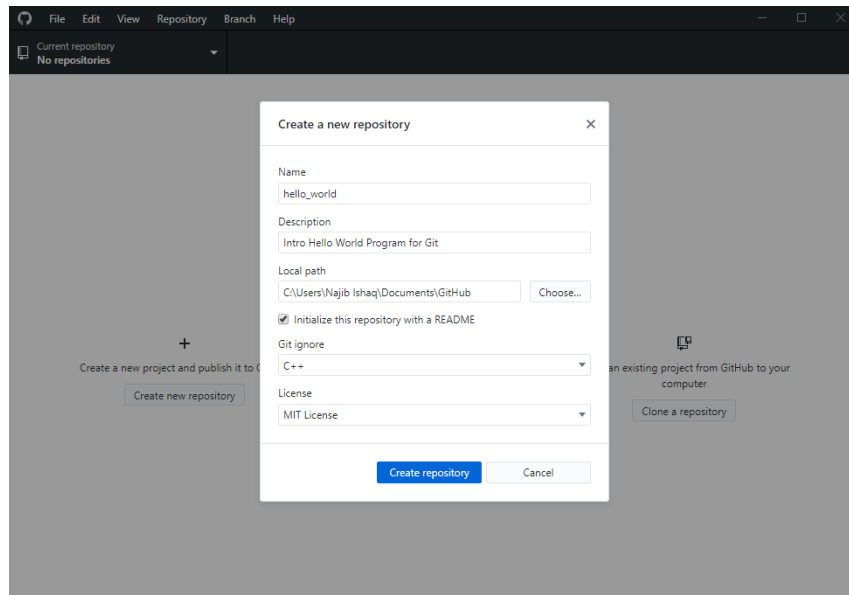 File Edit View Repository Branch Help
Current repository
No repositories
Create a new repository
Name
hello_world
Description
Intro Hello World Program for Git
Local path
C:\Users\Najib Ishaq\Documents\GitHub Choose...
Initialize this repository with a README
Git ignore
C++
License
MIT License
Create repository Cancel
Create a new project and publish it to
Create new repository
an existing project from GitHub to your
computer
Clone a repository